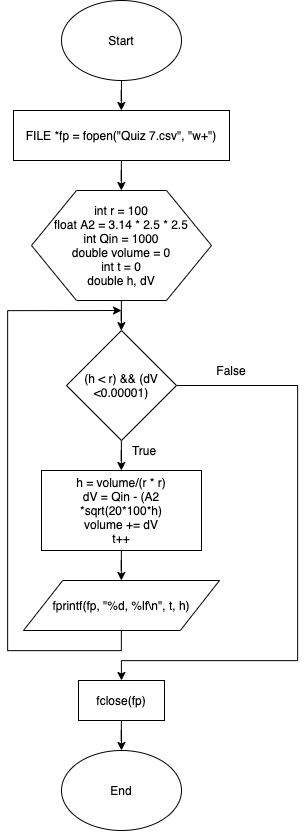 Start
FILE *fp = fopen("Quiz 7.csv", "w+")
int r = 100
float A2 = 3.14 * 2.5 * 2.5
int Qin = 1000
double volume = 0
int t = 0
double h, dV
(h < r) && (dV
<0.00001)
False
True
h = volume/(r * r)
dV = Qin - (A2
*sqrt(20*100*h)
volume += dV
t++
fprintf(fp, "%d, %lf\n", t, h)
fclose(fp)
End